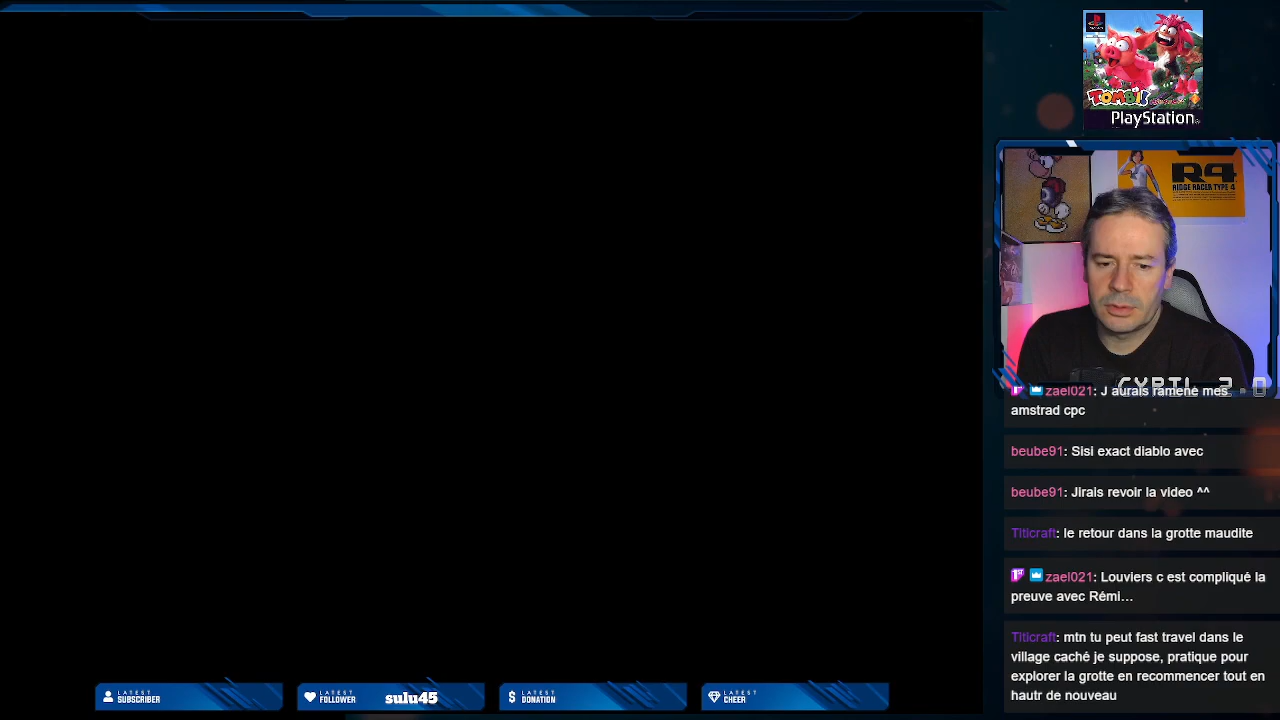 TOMBI!
PlayStation
R4
RIDGE RACER TYPE 4
CYRIL 2.0
zael021: J aurais ramené mes
amstrad cpc
beube91: Sisi exact diablo avec
beube91: Jirais revoir la video ^^
Titicraft: le retour dans la grotte maudite
zael021: Louviers c est compliqué la
preuve avec Rémi…
Titicraft: mtn tu peut fast travel dans le
village caché je suppose, pratique pour
explorer la grotte en recommencer tout en
hautr de nouveau
LATEST
SUBSCRIBER
LATEST
FOLLOWER
sulu45
LATEST
DONATION
LATEST
CHEER